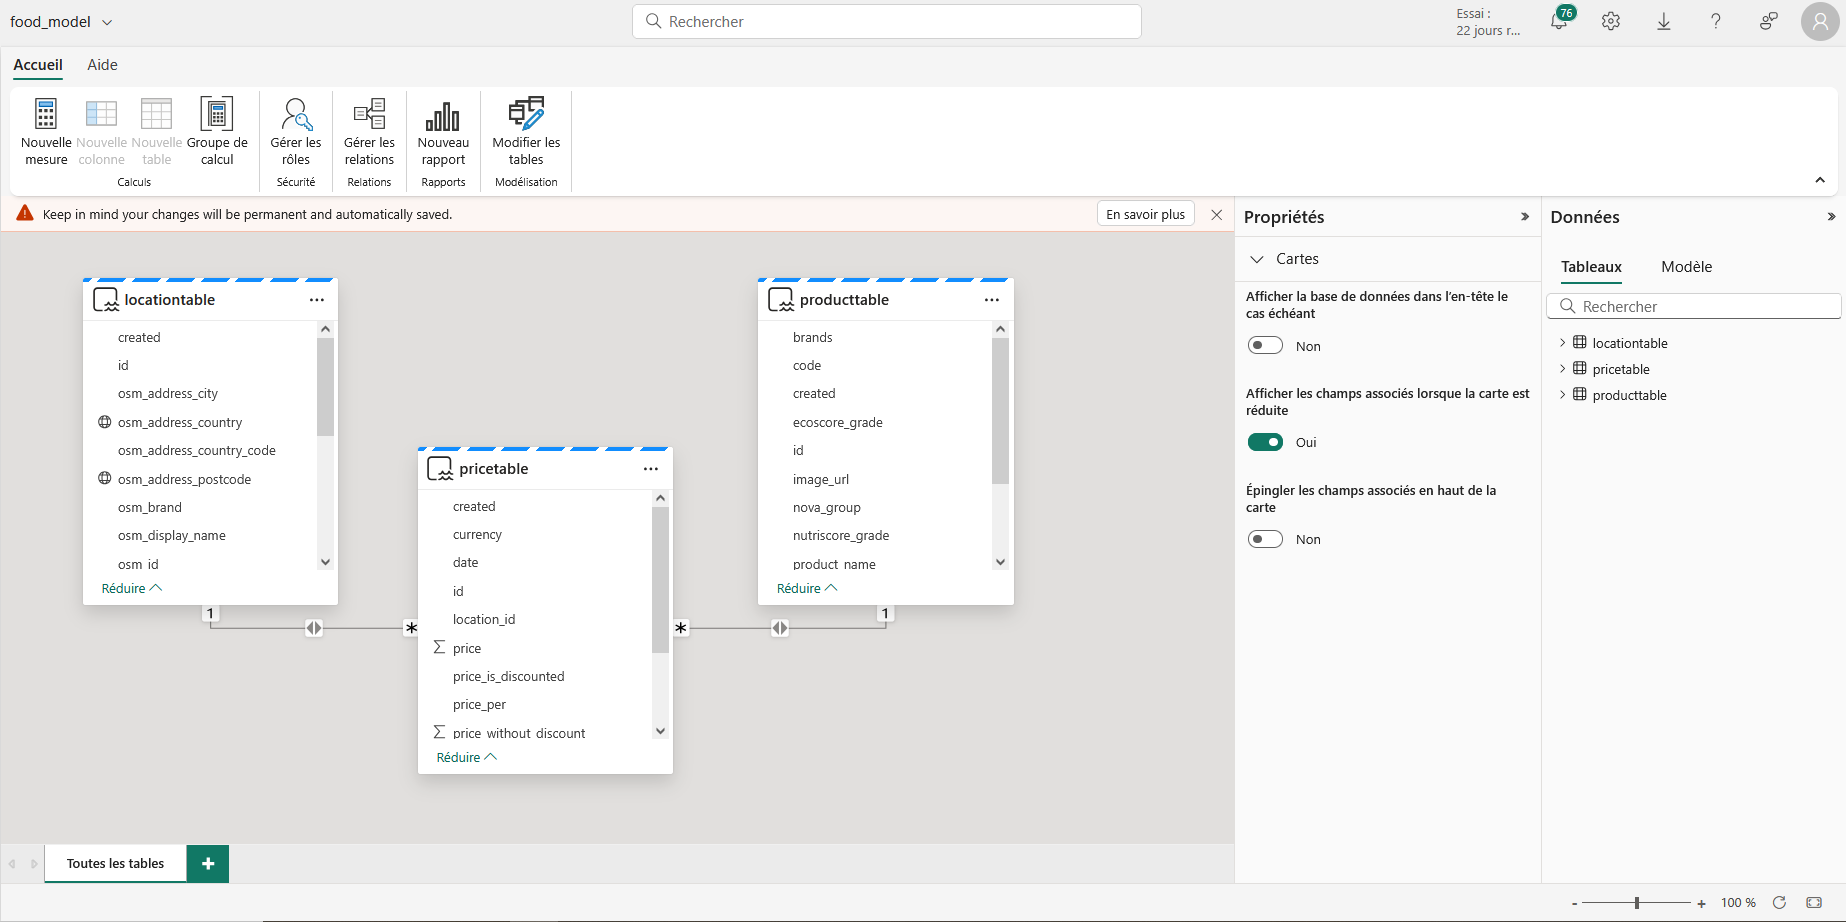 food_model
Rechercher
Essai :
22 jours r...
76
Accueil
Aide
Nouvelle
mesure
Nouvelle
colonne
Nouvelle
table
Groupe de
calcul
Calculs
Gérer les
rôles
Sécurité
Gérer les
relations
Relations
Nouveau
rapport
Rapports
Modifier les
tables
Modélisation
Keep in mind your changes will be permanent and automatically saved.
En savoir plus
locationtable
created
id
osm_address_city
osm_address_country
osm_address_country_code
osm_address_postcode
osm_brand
osm_display_name
osm_id
Réduire
1
*
pricetable
created
currency
date
id
location_id
price
price_is_discounted
price_per
price_without_discount
Réduire
producttable
brands
code
created
ecoscore_grade
id
image_url
nova_group
nutriscore_grade
product_name
Réduire
1
*
Propriétés
Cartes
Afficher la base de données dans l'en-tête le
cas échéant
Non
Afficher les champs associés lorsque la carte est
réduite
Oui
Épingler les champs associés en haut de la
carte
Non
Données
Tableaux
Modèle
Rechercher
locationtable
pricetable
producttable
Toutes les tables
+
- + 100 %